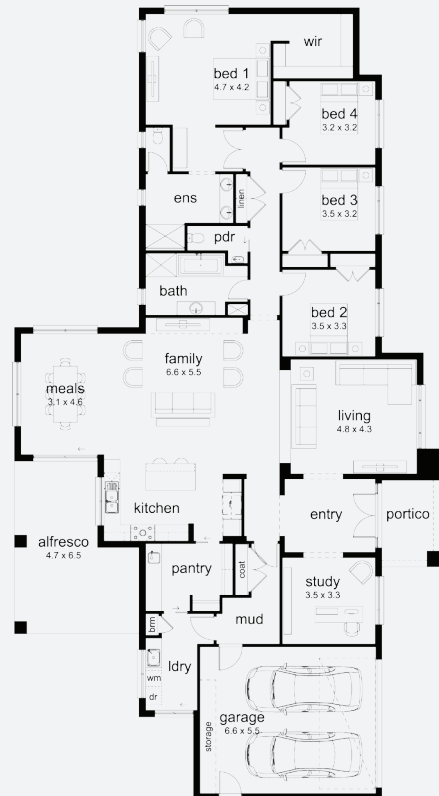 wir
bed 1
4.7 x 4.2
bed 4
3.2 x 3.2
ens
linen
bed 3
3.5 x 3.2
pdr
bath
bed 2
3.5 x 3.3
family
6.6 x 5.5
meals
3.1 x 4.6
living
4.8 x 4.3
kitchen
entry
portico
alfresco
4.7 x 6.5
pantry
coat
study
3.5 x 3.3
brm
mud
ldry
wm
dr
storage
garage
6.6 x 5.5